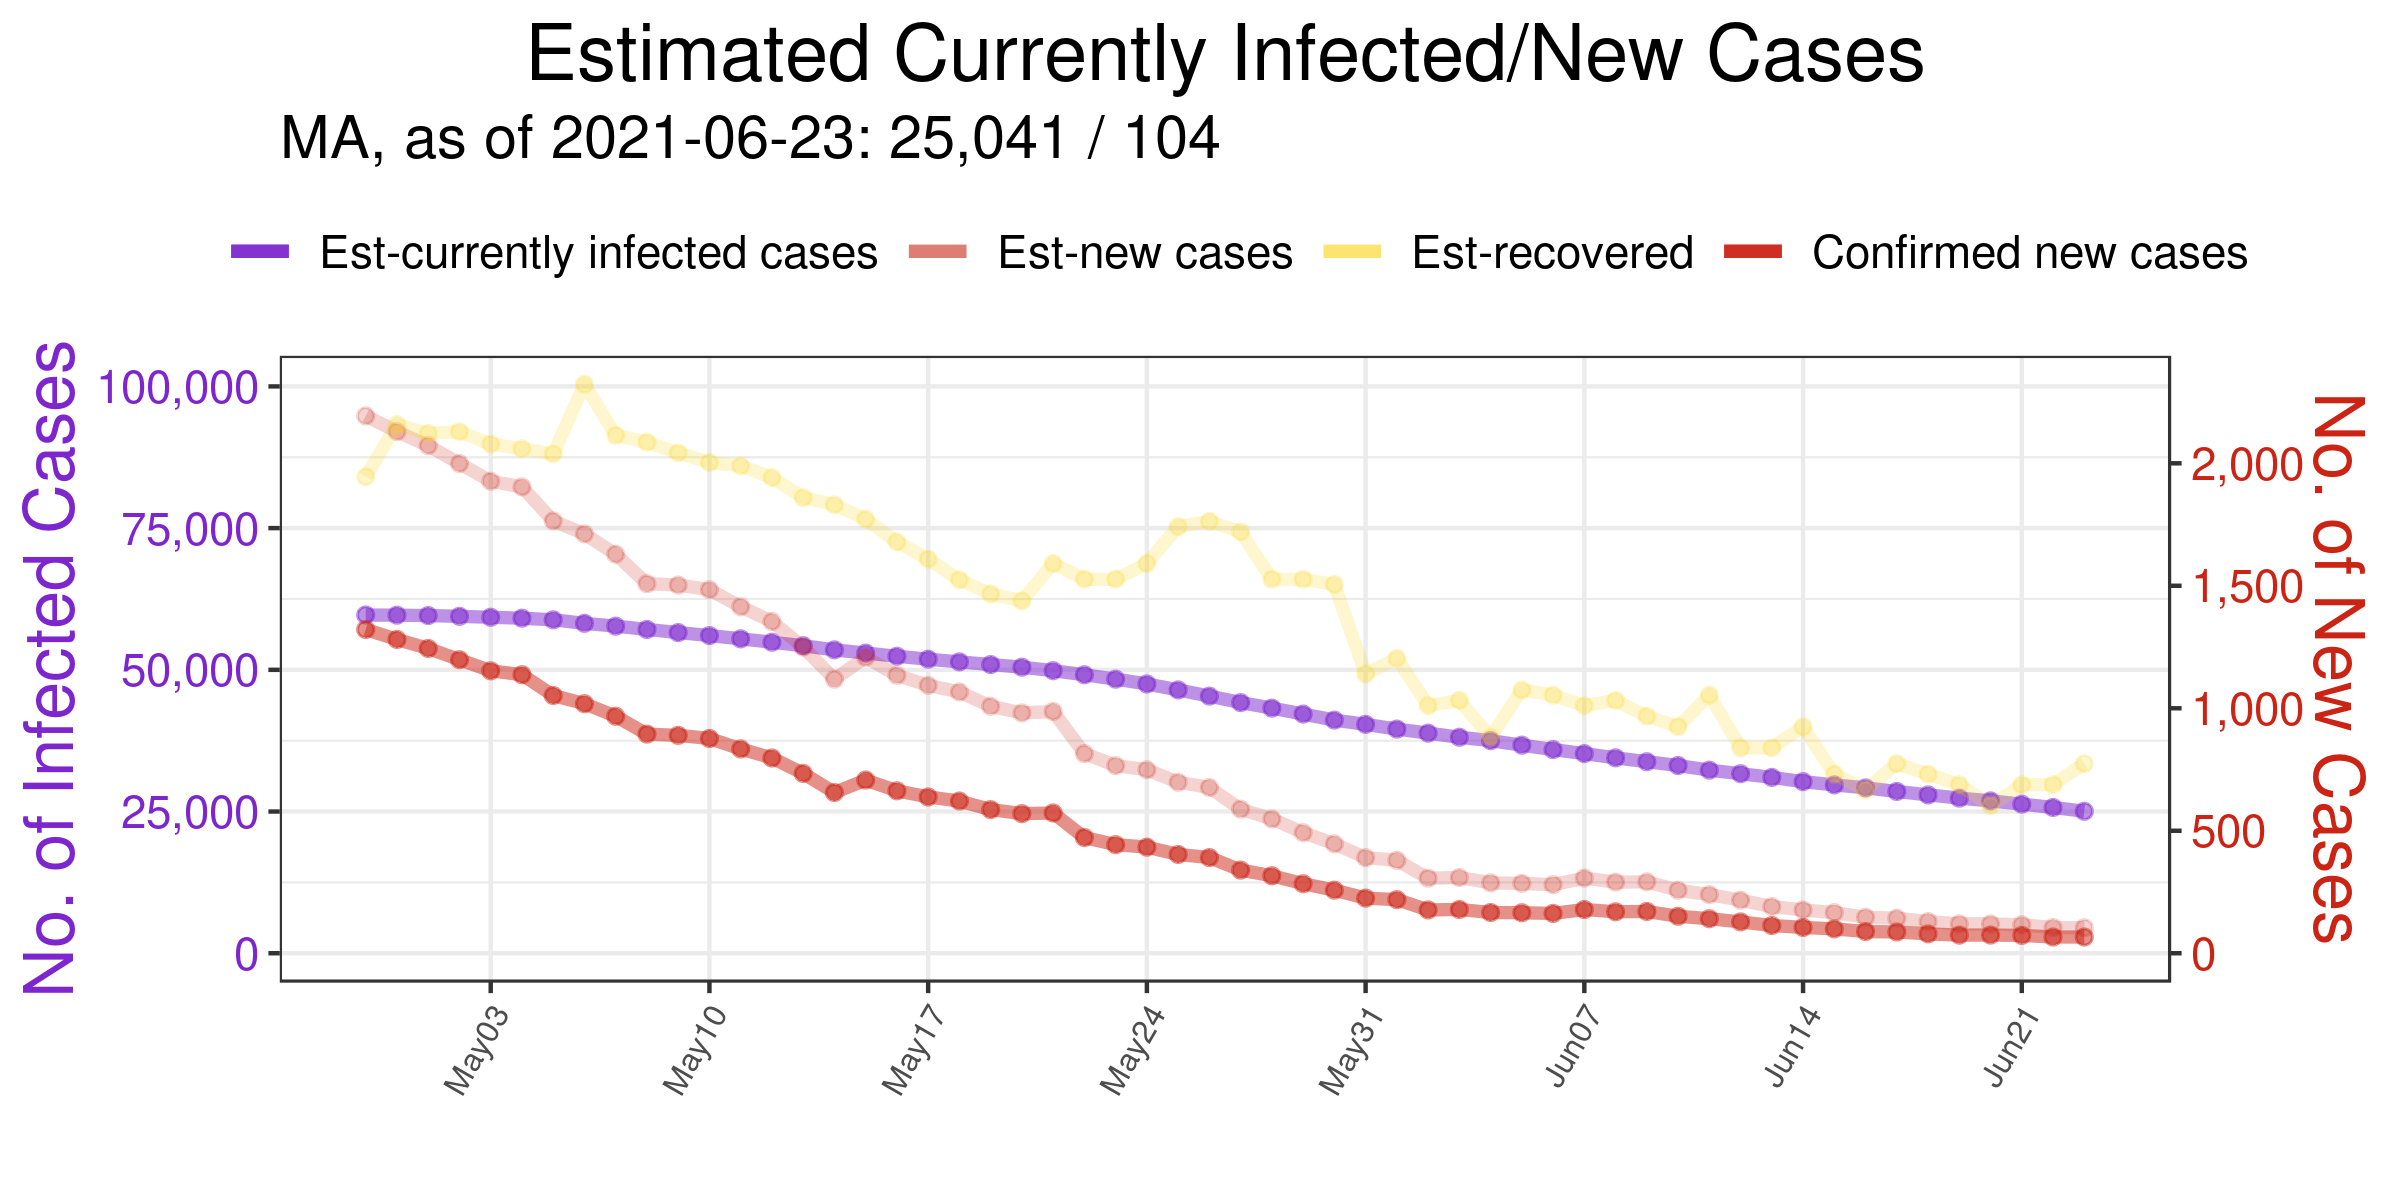 Estimated Currently Infected/New Cases
MA, as of 2021-06-23: 25,041 / 104
Est-currently infected cases Est-new cases Est-recovered Confirmed new cases
No. of Infected Cases
100,000
75,000
50,000
25,000
0
2,000
1,500
1,000
500
0
No. of New Cases
May03 May10 May17 May24 May31 Jun07 Jun14 Jun21